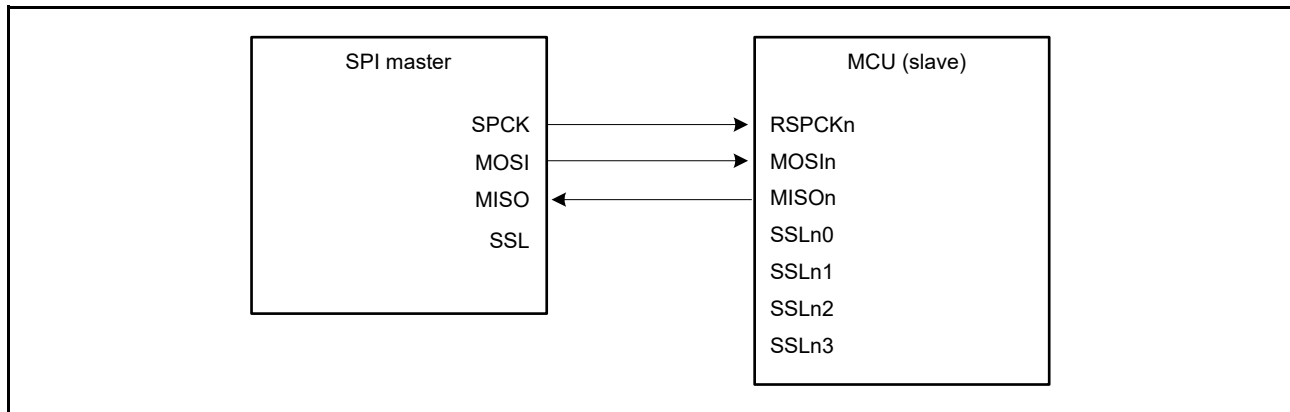 SPI master
SPCK
MOSI
MISO
SSL
MCU (slave)
RSPCKn
MOSIn
MISOn
SSLn0
SSLn1
SSLn2
SSLn3